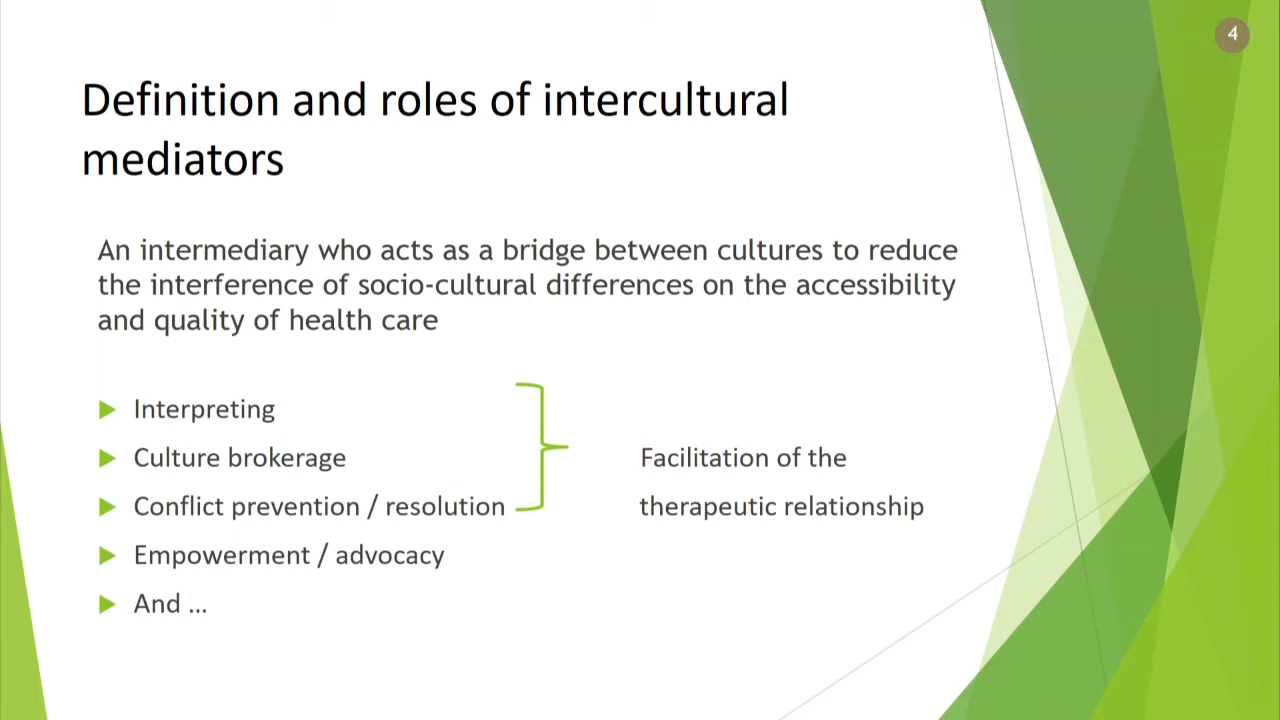 4
Definition and roles of intercultural
mediators
An intermediary who acts as a bridge between cultures to reduce
the interference of socio-cultural differences on the accessibility
and quality of health care
Interpreting
Culture brokerage
Conflict prevention / resolution
Empowerment / advocacy
And ...
Facilitation of the
therapeutic relationship